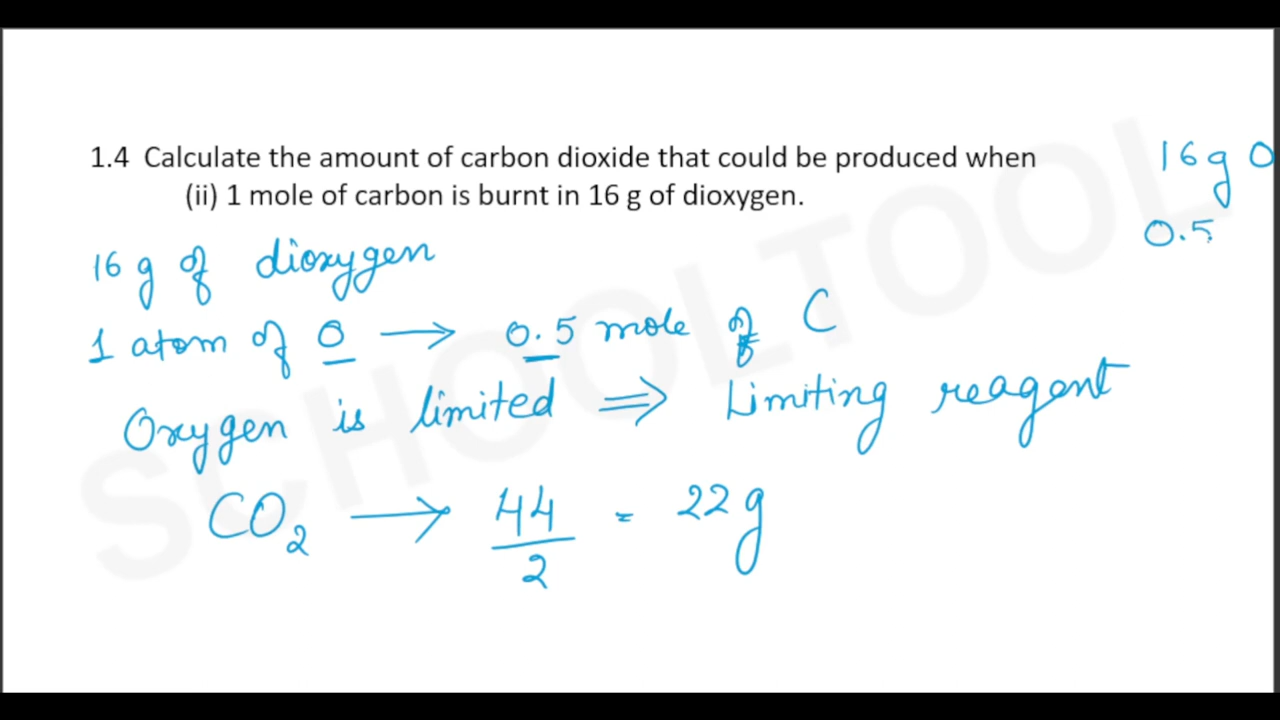 1.4 Calculate the amount of carbon dioxide that could be produced when
(ii) 1 mole of carbon is burnt in 16 g of dioxygen.
16 g O
0.5
16 g of dioxygen
1 atom of O → 0.5 mole of C
Oxygen is limited ⇒ Limiting reagent
CO₂ → 44/2 = 22 g
SCHOOLTOOL